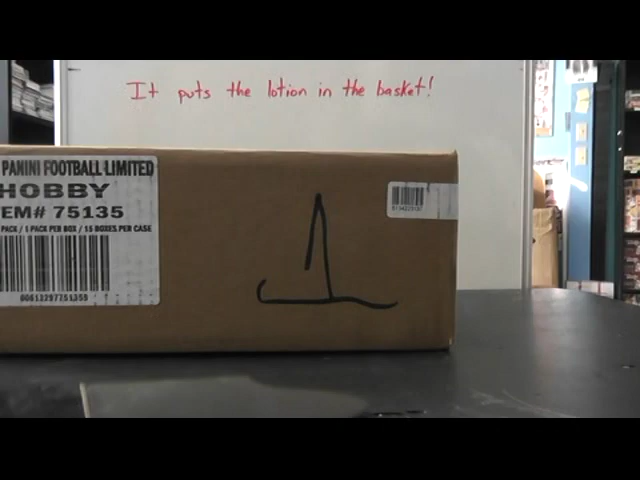 It puts the lotion in the basket!
PANINI FOOTBALL LIMITED
HOBBY
EM# 75135
PACK / 1 PACK PER BOX / 15 BOXES PER CASE
1